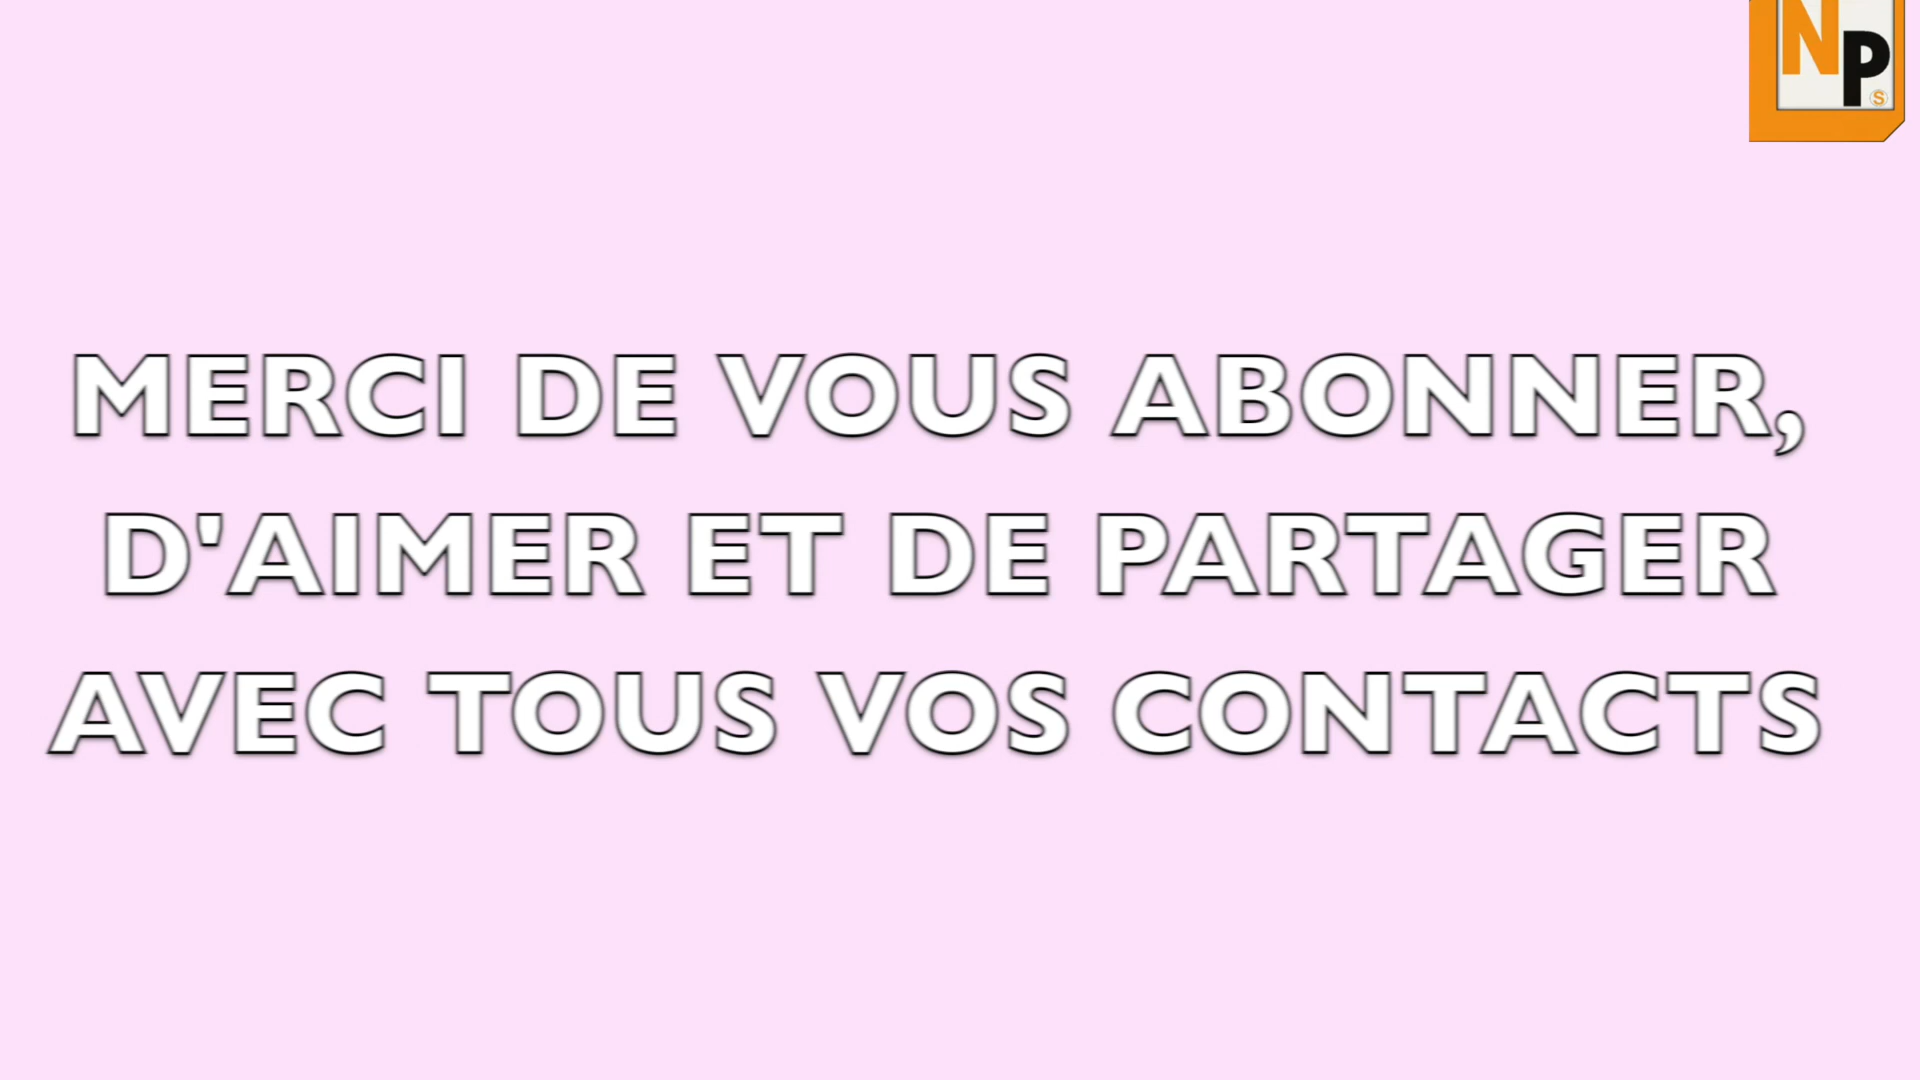 NP
S
MERCI DE VOUS ABONNER,
D'AIMER ET DE PARTAGER
AVEC TOUS VOS CONTACTS